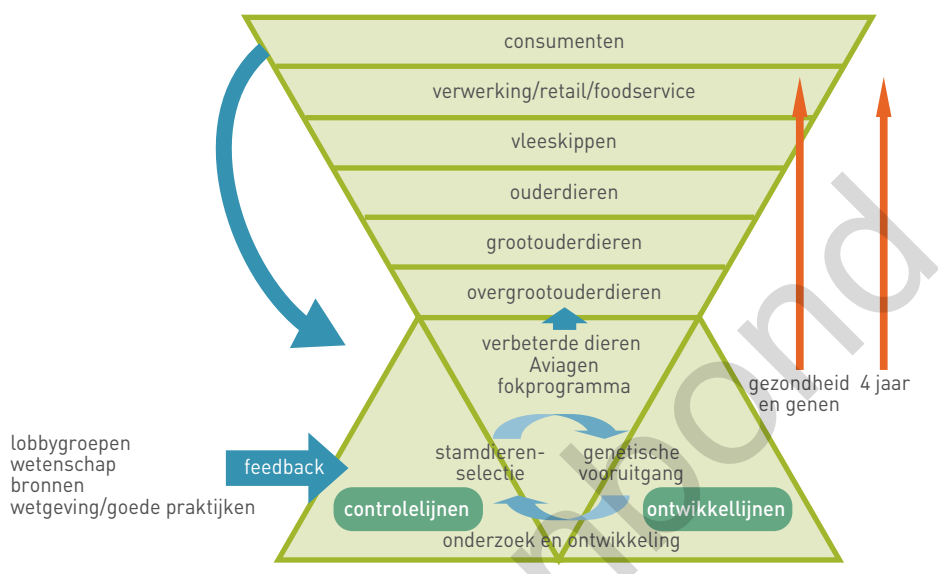 consumenten
verwerking/retail/foodservice
vleeskippen
ouderdieren
grootouderdieren
overgrootouderdieren
verbeterde dieren
Aviagen
fokprogramma
gezondheid
en genen
4 jaar
lobbygroepen
wetenschap
bronnen
wetgeving/goede praktijken
feedback
stamdieren-
selectie
genetische
vooruitgang
controlelijnen
ontwikkellijnen
onderzoek en ontwikkeling